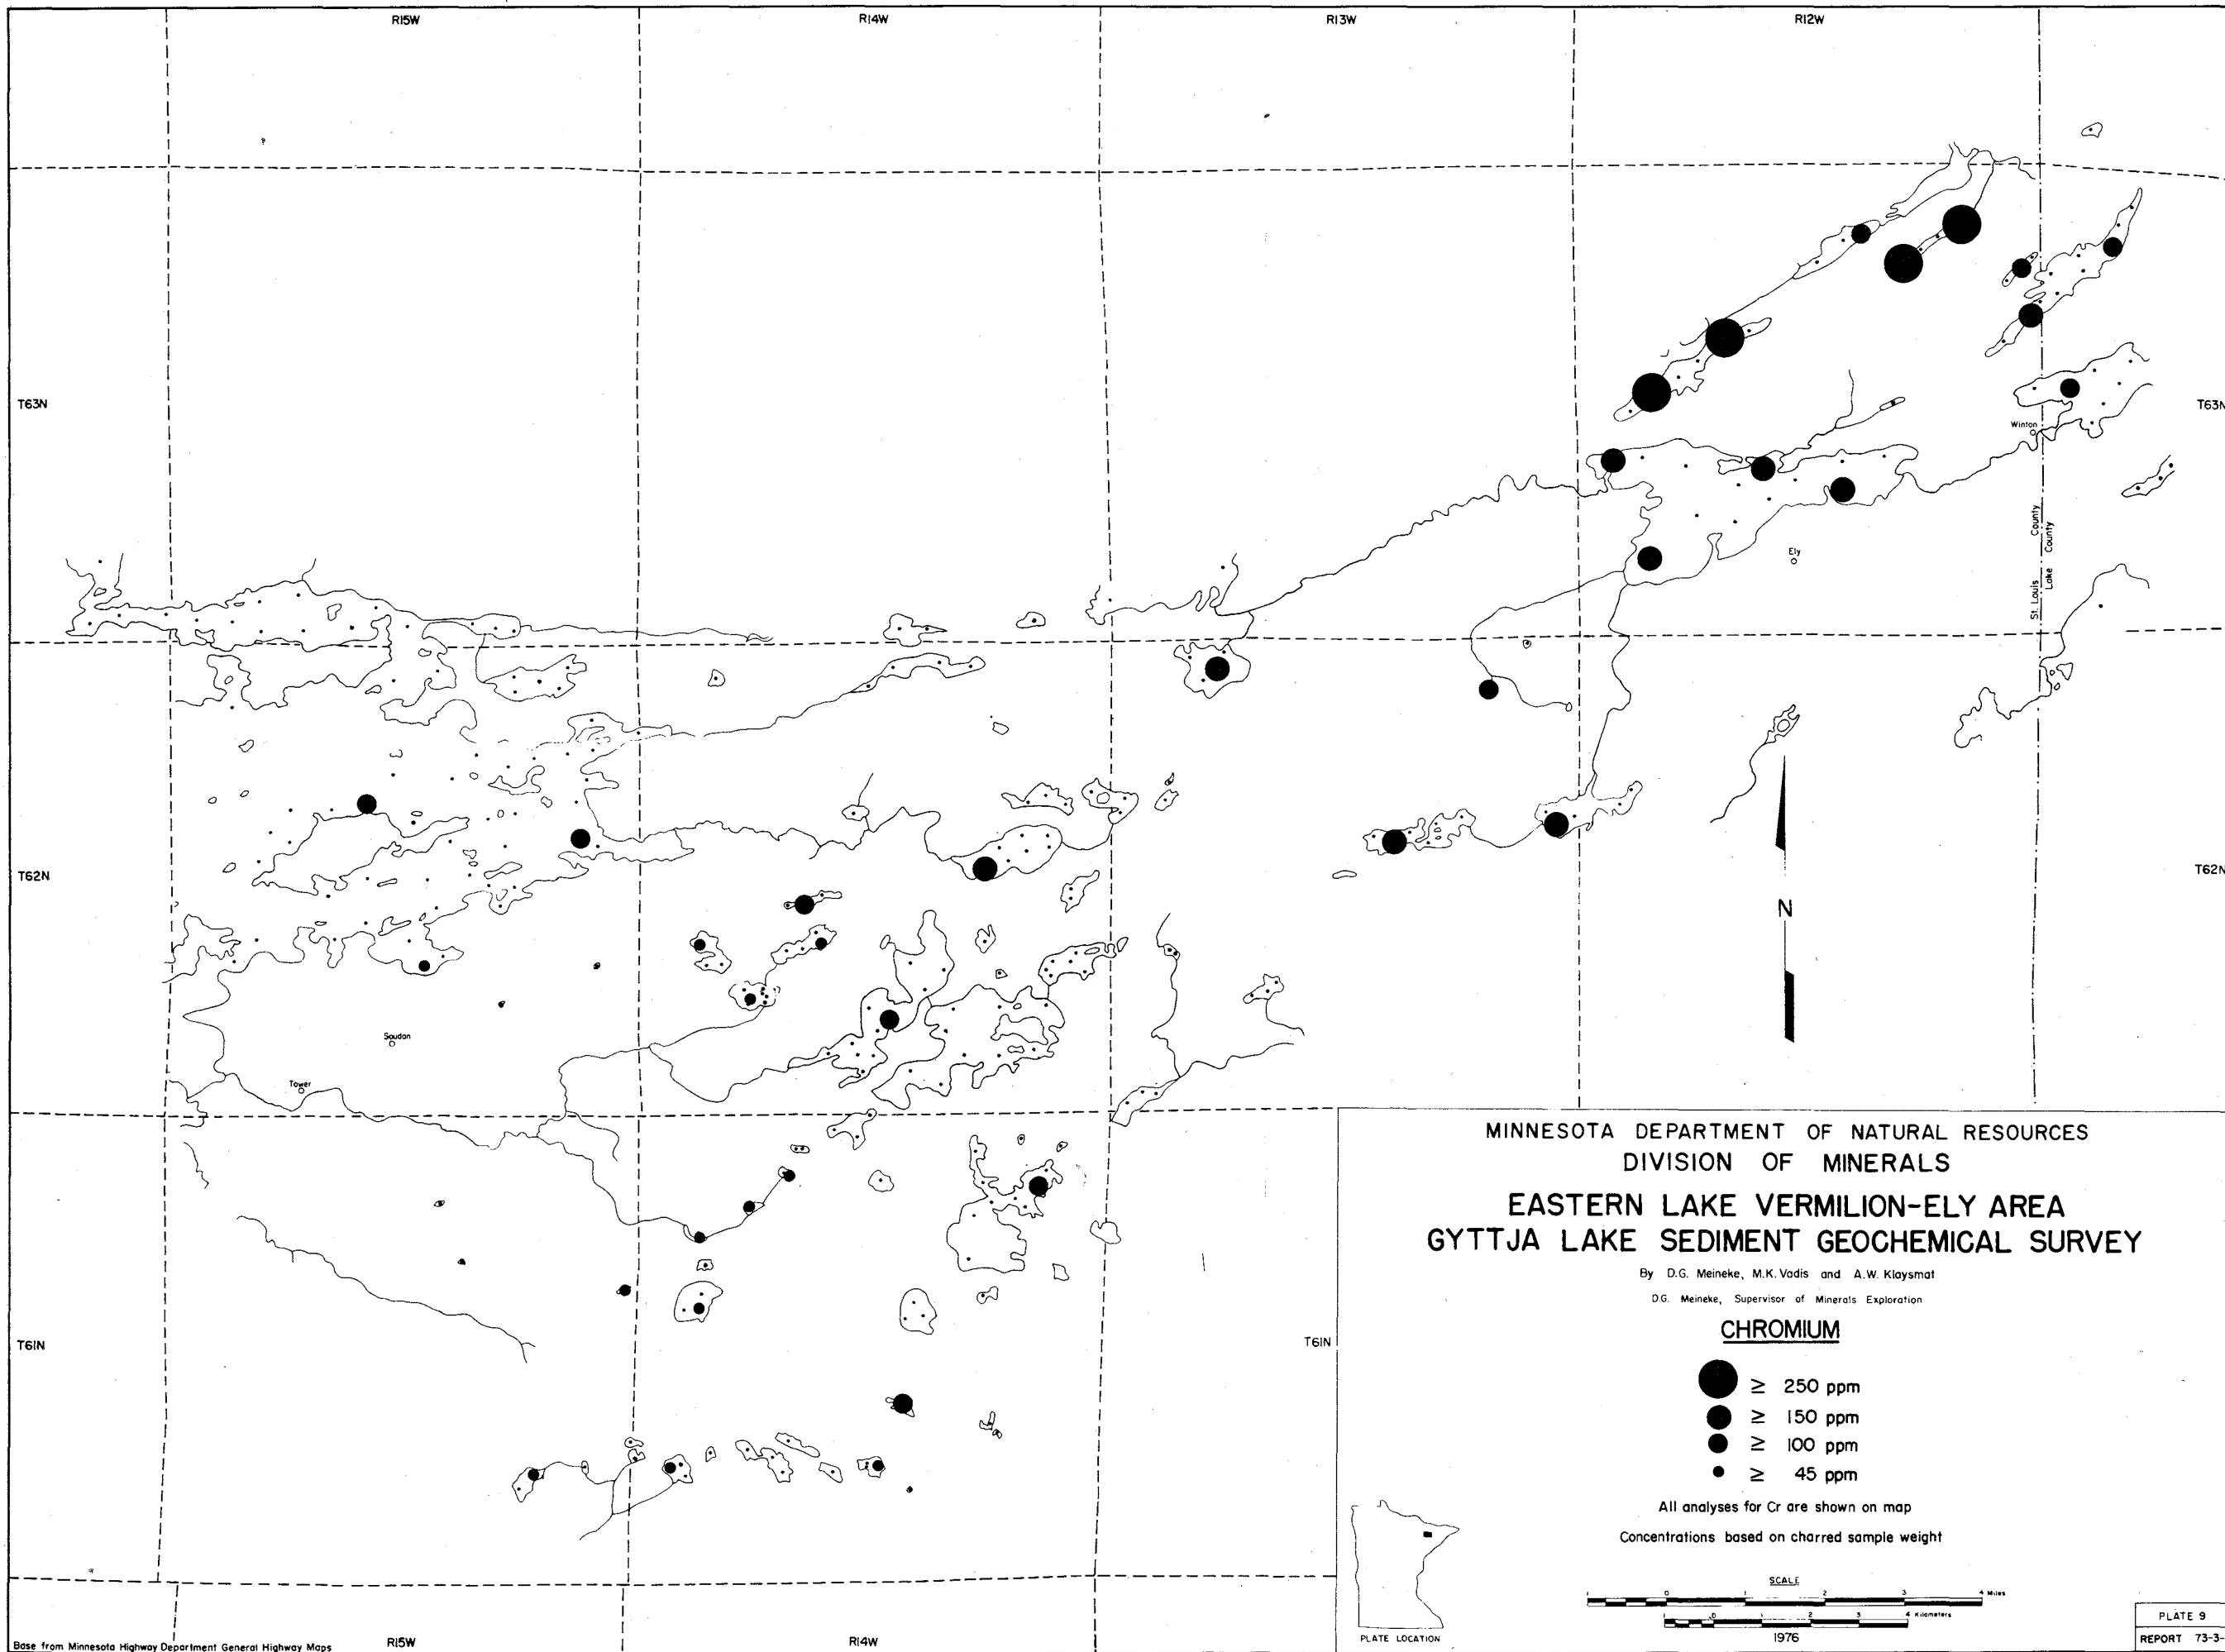 R15W R14W R13W R12W
T63N T63N
Winton
St. Louis County
Lake County
Ely
T62N T62N
N
Soudan
Tower
MINNESOTA DEPARTMENT OF NATURAL RESOURCES
DIVISION OF MINERALS
EASTERN LAKE VERMILION-ELY AREA
GYTTJA LAKE SEDIMENT GEOCHEMICAL SURVEY
By D.G. Meineke, M.K. Vadis and A.W. Klaysmat
D.G. Meineke, Supervisor of Minerals Exploration
T61N T61N
CHROMIUM
≥ 250 ppm
≥ 150 ppm
≥ 100 ppm
≥ 45 ppm
All analyses for Cr are shown on map
Concentrations based on charred sample weight
SCALE
1 0 1 2 3 4 Miles
1 0 1 2 3 4 Kilometers
1976
PLATE LOCATION
PLATE 9
REPORT 73-3-
R15W R14W
Base from Minnesota Highway Department General Highway Maps